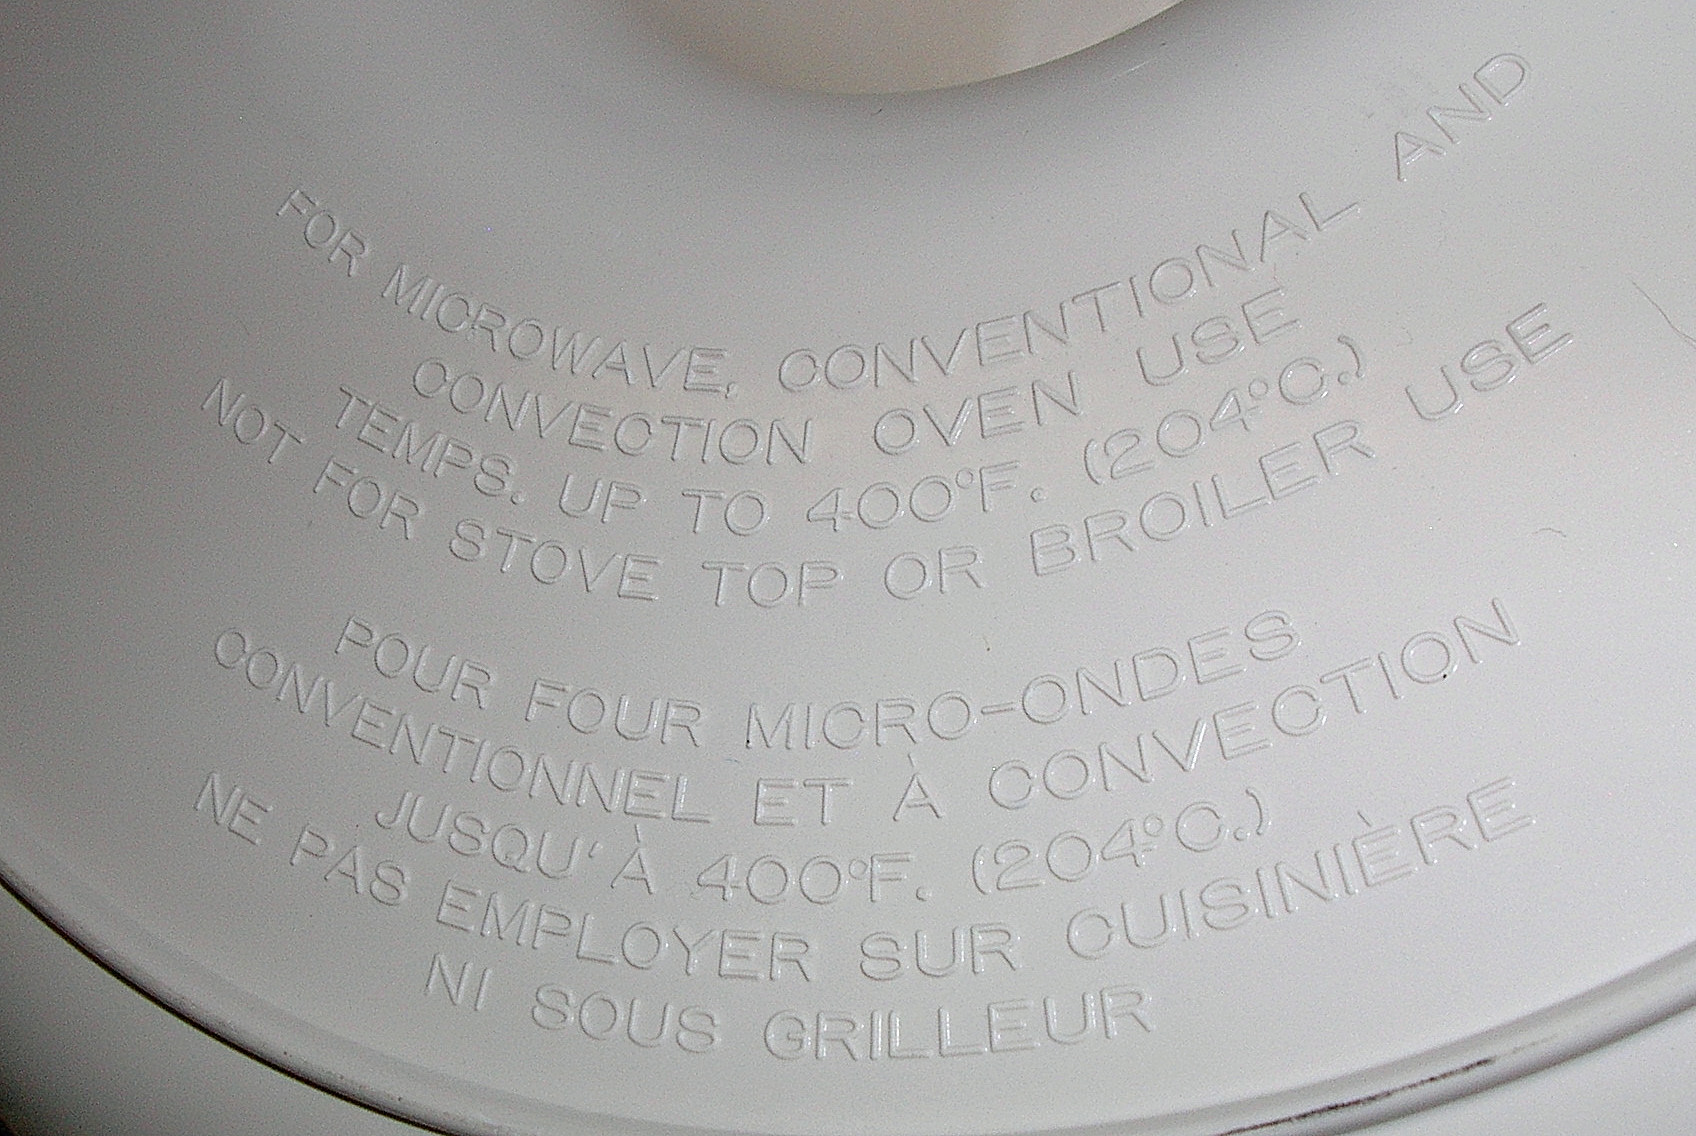 FOR MICROWAVE, CONVENTIONAL AND
CONVECTION OVEN USE
TEMPS. UP TO 400°F. (204°C.)
NOT FOR STOVE TOP OR BROILER USE
POUR FOUR MICRO-ONDES
CONVENTIONNEL ET À CONVECTION
JUSQU'À 400°F. (204°C.)
NE PAS EMPLOYER SUR CUISINIÈRE
NI SOUS GRILLEUR